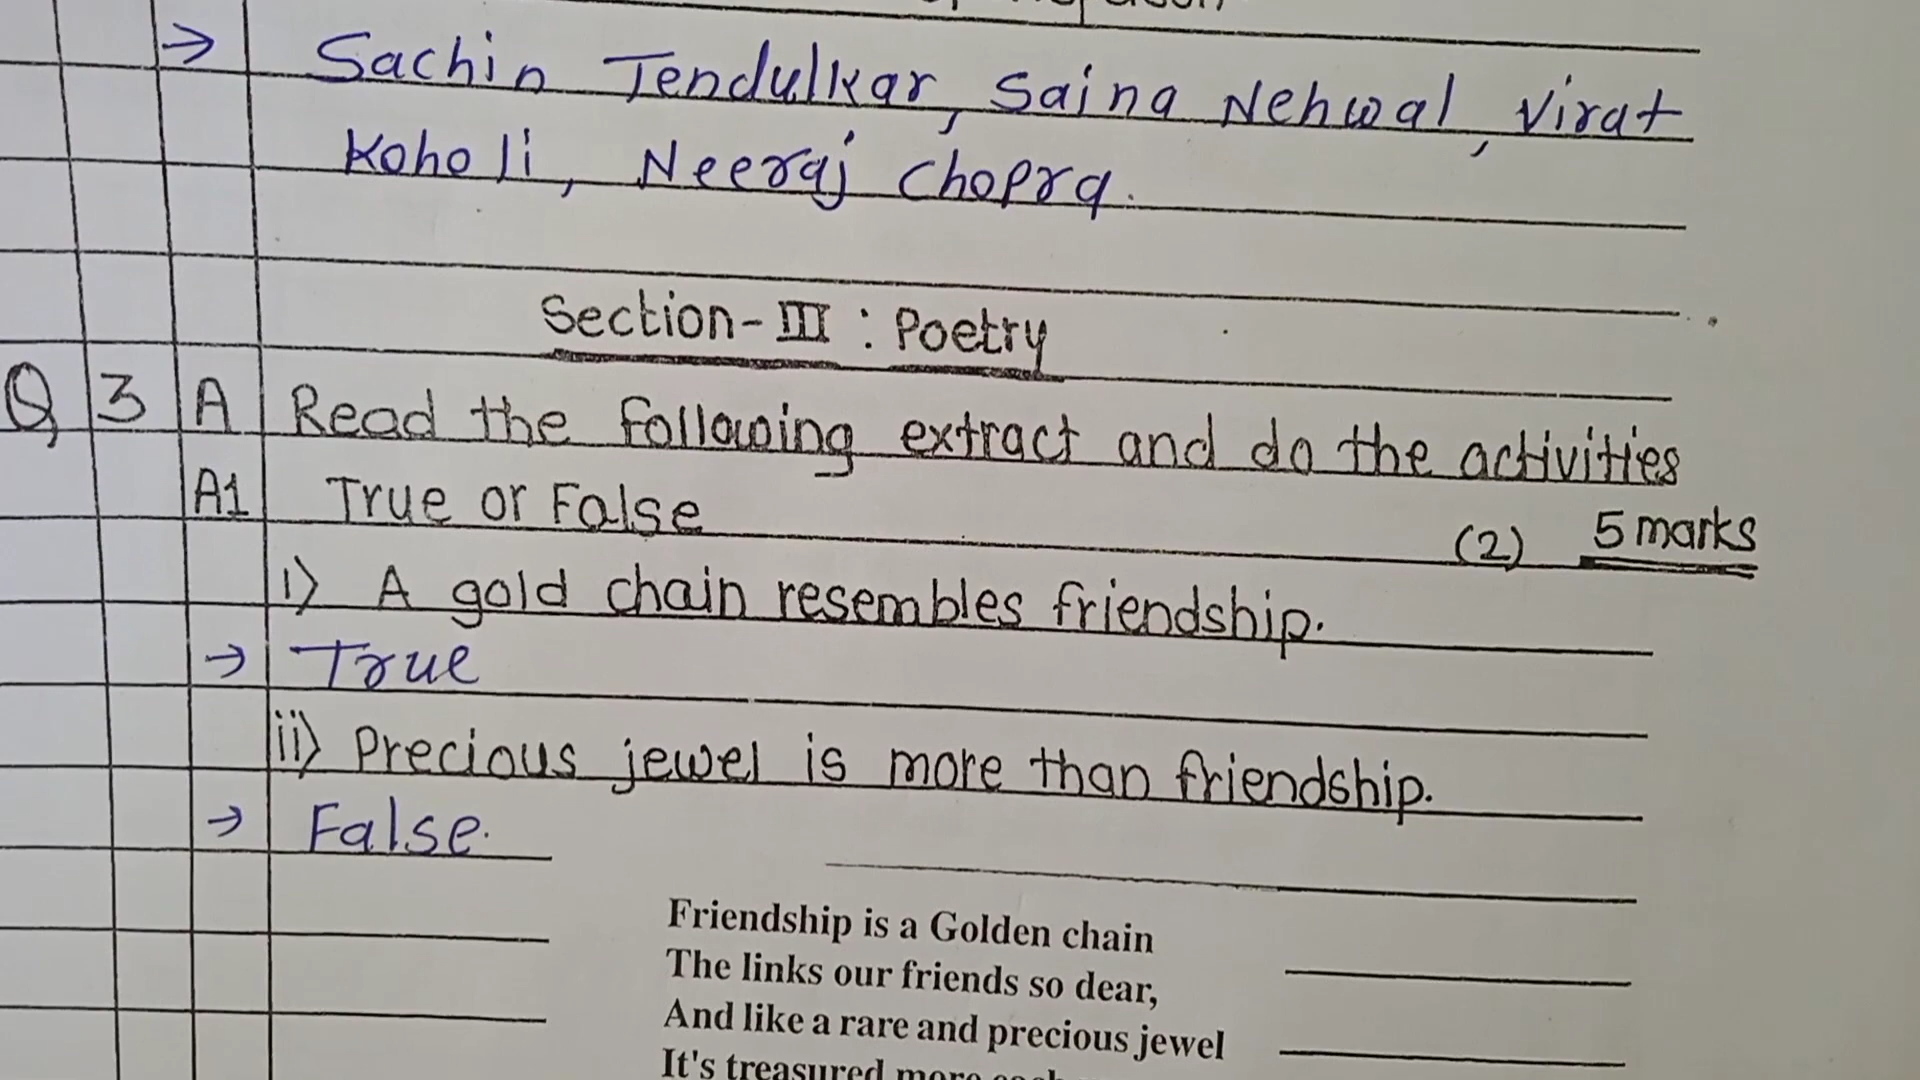 → Sachin Tendulkar, Saina Nehwal, Virat
Koholi, Neeraj Chopra.
Section-III : Poetry
Q 3 A Read the following extract and do the activities
A1 True or False (2) 5 marks
i) A gold chain resembles friendship.
→ True
ii) Precious jewel is more than friendship.
→ False.
Friendship is a Golden chain
The links our friends so dear,
And like a rare and precious jewel
It's treasured more